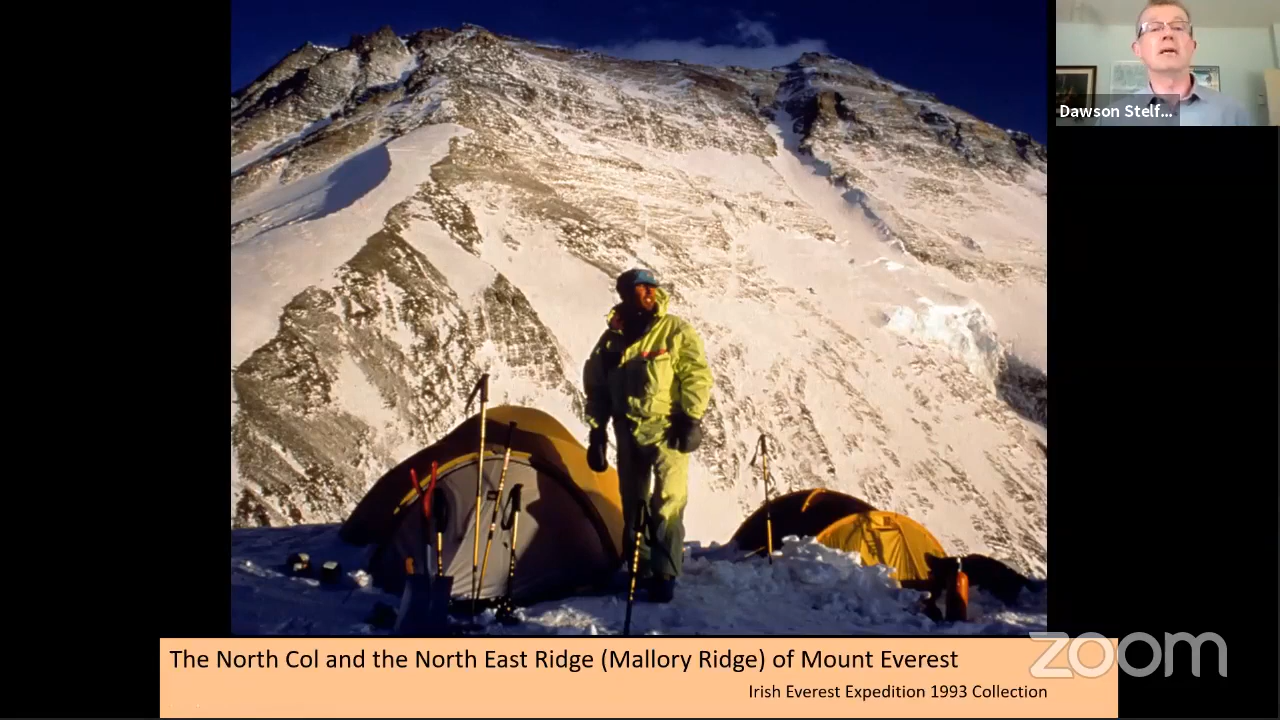 Dawson Stelf...
The North Col and the North East Ridge (Mallory Ridge) of Mount Everest
Irish Everest Expedition 1993 Collection
zoom